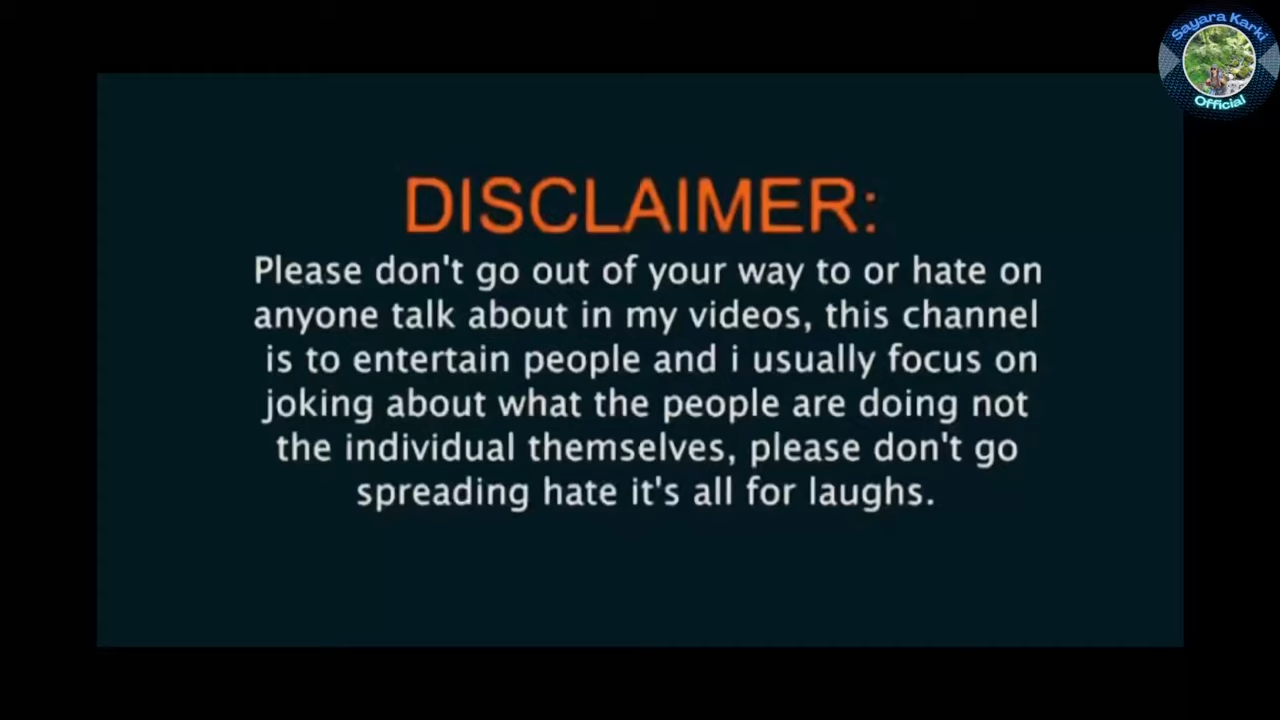 Sayara Karki
Official
DISCLAIMER:
Please don't go out of your way to or hate on
anyone talk about in my videos, this channel
is to entertain people and i usually focus on
joking about what the people are doing not
the individual themselves, please don't go
spreading hate it's all for laughs.